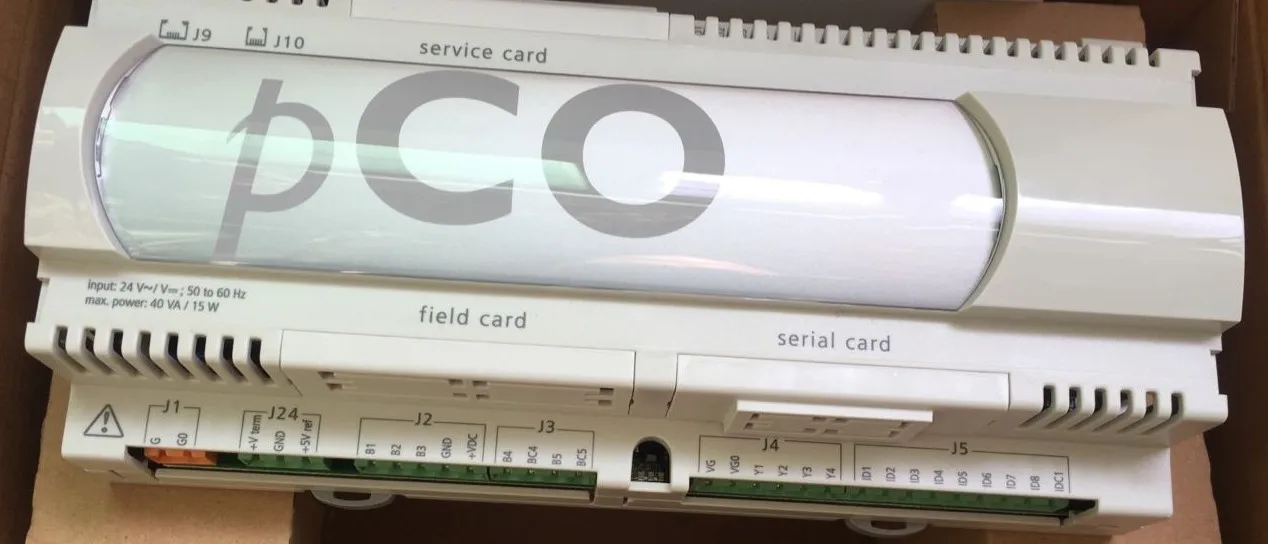 J9
J10
service card
pCO
input: 24 V~/ V⎓ ; 50 to 60 Hz
max. power: 40 VA / 15 W
field card
serial card
J1
J24
J2
J3
J4
J5
G
G0
+V term
GND
+5V ref
B1
B2
B3
GND
+VDC
B4
BC4
B5
BC5
VG
VG0
Y1
Y2
Y3
Y4
ID1
ID2
ID3
ID4
ID5
ID6
ID7
ID8
IDC1